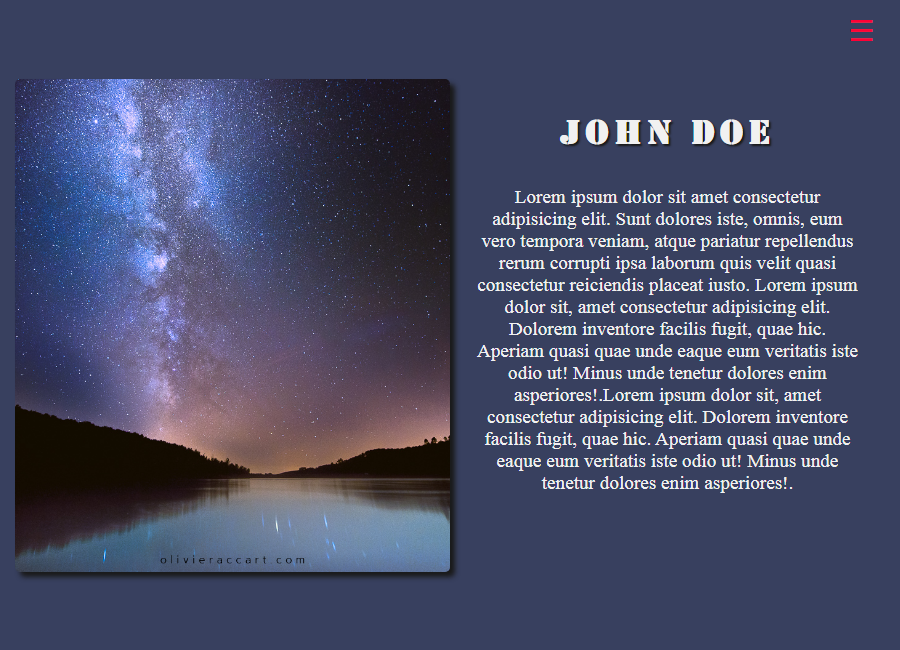 JOHN DOE
Lorem ipsum dolor sit amet consectetur
adipisicing elit. Sunt dolores iste, omnis, eum
vero tempora veniam, atque pariatur repellendus
rerum corrupti ipsa laborum quis velit quasi
consectetur reiciendis placeat iusto. Lorem ipsum
dolor sit, amet consectetur adipisicing elit.
Dolorem inventore facilis fugit, quae hic.
Aperiam quasi quae unde eaque eum veritatis iste
odio ut! Minus unde tenetur dolores enim
asperiores!.Lorem ipsum dolor sit, amet
consectetur adipisicing elit. Dolorem inventore
facilis fugit, quae hic. Aperiam quasi quae unde
eaque eum veritatis iste odio ut! Minus unde
tenetur dolores enim asperiores!.
olivieraccart.com